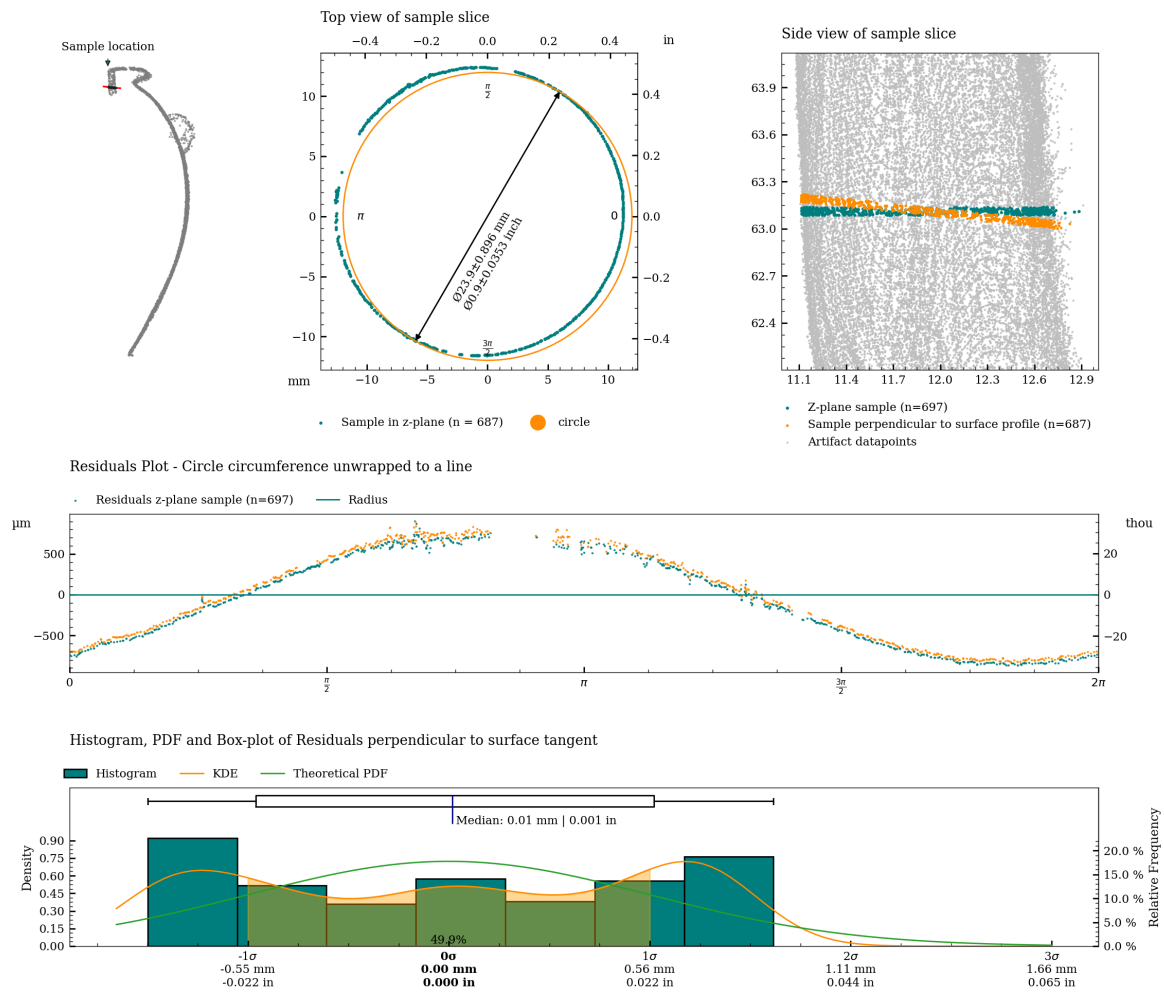 Sample location
Top view of sample slice
−0.4 −0.2 0.0 0.2 0.4 in
10
5
0
−5
−10
0.4
0.2
0.0
−0.2
−0.4
π/2
π
0
3π/2
Ø23.9±0.896 mm
Ø0.9±0.0353 inch
mm −10 −5 0 5 10
Sample in z-plane (n = 687) circle
Side view of sample slice
63.9
63.6
63.3
63.0
62.7
62.4
11.1 11.4 11.7 12.0 12.3 12.6 12.9
Z-plane sample (n=697)
Sample perpendicular to surface profile (n=687)
Artifact datapoints
Residuals Plot - Circle circumference unwrapped to a line
Residuals z-plane sample (n=697) Radius
µm
500
0
−500
thou
20
0
−20
0 π/2 π 3π/2 2π
Histogram, PDF and Box-plot of Residuals perpendicular to surface tangent
Histogram KDE Theoretical PDF
Median: 0.01 mm | 0.001 in
Density
0.90
0.75
0.60
0.45
0.30
0.15
0.00
Relative Frequency
20.0 %
15.0 %
10.0 %
5.0 %
0.0 %
49.9%
-1σ 0σ 1σ 2σ 3σ
-0.55 mm 0.00 mm 0.56 mm 1.11 mm 1.66 mm
-0.022 in 0.000 in 0.022 in 0.044 in 0.065 in